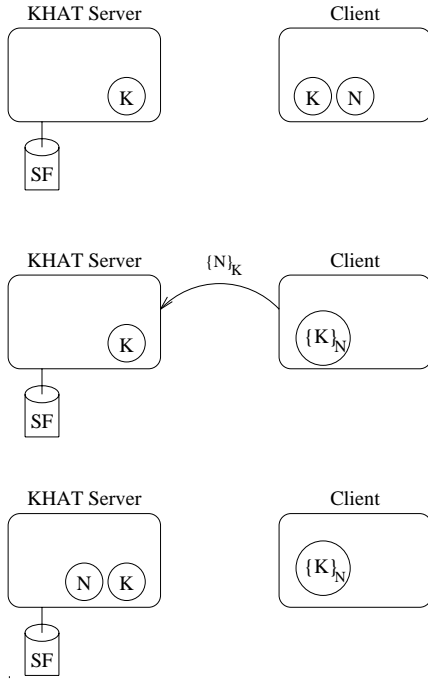 KHAT Server Client
K K N
SF
KHAT Server {N}K Client
K {K}N
SF
KHAT Server Client
N K {K}N
SF